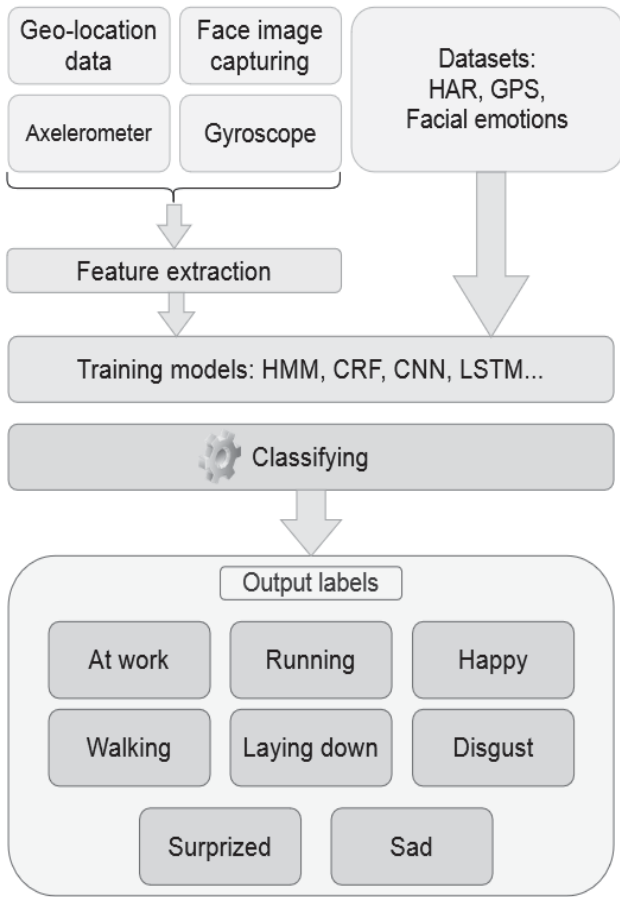 Geo-location
data
Face image
capturing
Datasets:
HAR, GPS,
Facial emotions
Axelerometer
Gyroscope
Feature extraction
Training models: HMM, CRF, CNN, LSTM...
Classifying
Output labels
At work
Running
Happy
Walking
Laying down
Disgust
Surprized
Sad